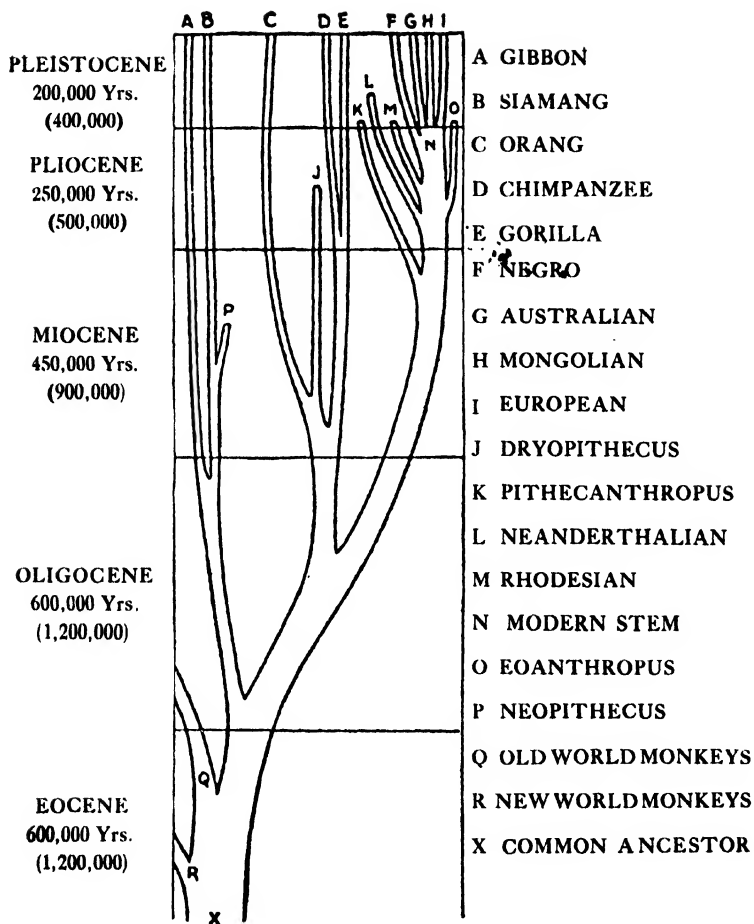 A B C D E F G H I
L
K M O
N
J
P
Q
R
X
PLEISTOCENE
200,000 Yrs.
(400,000)
PLIOCENE
250,000 Yrs.
(500,000)
MIOCENE
450,000 Yrs.
(900,000)
OLIGOCENE
600,000 Yrs.
(1,200,000)
EOCENE
600,000 Yrs.
(1,200,000)
A GIBBON
B SIAMANG
C ORANG
D CHIMPANZEE
E GORILLA
F NEGRO
G AUSTRALIAN
H MONGOLIAN
I EUROPEAN
J DRYOPITHECUS
K PITHECANTHROPUS
L NEANDERTHALIAN
M RHODESIAN
N MODERN STEM
O EOANTHROPUS
P NEOPITHECUS
Q OLD WORLD MONKEYS
R NEW WORLD MONKEYS
X COMMON ANCESTOR